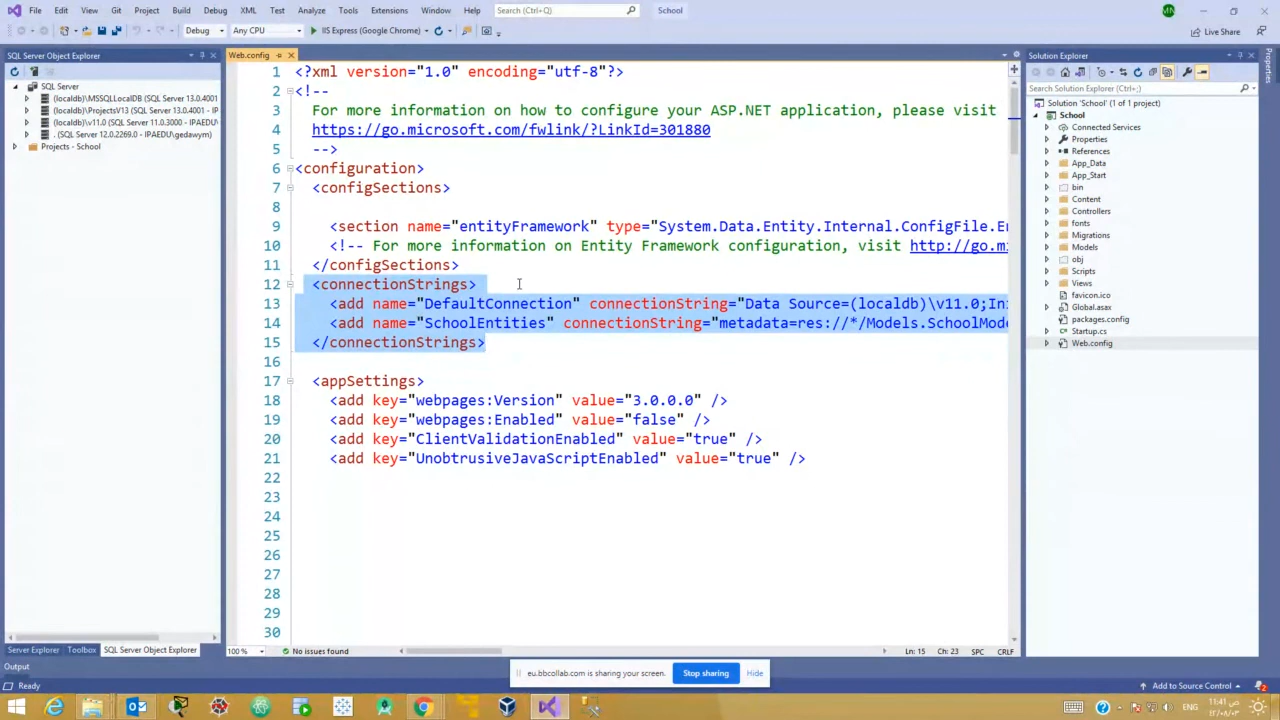 File Edit View Git Project Build Debug XML Test Analyze Tools Extensions Window Help Search (Ctrl+Q) School MN
Debug Any CPU IIS Express (Google Chrome) Live Share
SQL Server Object Explorer
SQL Server
(localdb)\MSSQLLocalDB (SQL Server 13.0.4001
(localdb)\ProjectsV13 (SQL Server 13.0.4001 - IPA
(localdb)\v11.0 (SQL Server 11.0.3000 - IPAEDU\
. (SQL Server 12.0.2269.0 - IPAEDU\gedawym)
Projects - School
Web.config
1 <?xml version="1.0" encoding="utf-8"?>
2 <!--
3 For more information on how to configure your ASP.NET application, please visit
4 https://go.microsoft.com/fwlink/?LinkId=301880
5 -->
6 <configuration>
7 <configSections>
8
9 <section name="entityFramework" type="System.Data.Entity.Internal.ConfigFile.En
10 <!-- For more information on Entity Framework configuration, visit http://go.mi
11 </configSections>
12 <connectionStrings>
13 <add name="DefaultConnection" connectionString="Data Source=(localdb)\v11.0;Ini
14 <add name="SchoolEntities" connectionString="metadata=res://*/Models.SchoolMode
15 </connectionStrings>
16
17 <appSettings>
18 <add key="webpages:Version" value="3.0.0.0" />
19 <add key="webpages:Enabled" value="false" />
20 <add key="ClientValidationEnabled" value="true" />
21 <add key="UnobtrusiveJavaScriptEnabled" value="true" />
22
23
24
25
26
27
28
29
30
Solution Explorer
Search Solution Explorer (Ctrl+;)
Solution 'School' (1 of 1 project)
School
Connected Services
Properties
References
App_Data
App_Start
bin
Content
Controllers
fonts
Migrations
Models
obj
Scripts
Views
favicon.ico
Global.asax
packages.config
Startup.cs
Web.config
Properties
Server Explorer Toolbox SQL Server Object Explorer
100 % No issues found Ln: 15 Ch: 23 SPC CRLF
Output
eu.bbcollab.com is sharing your screen. Stop sharing Hide
Ready Add to Source Control 2
ENG
11:41 ص